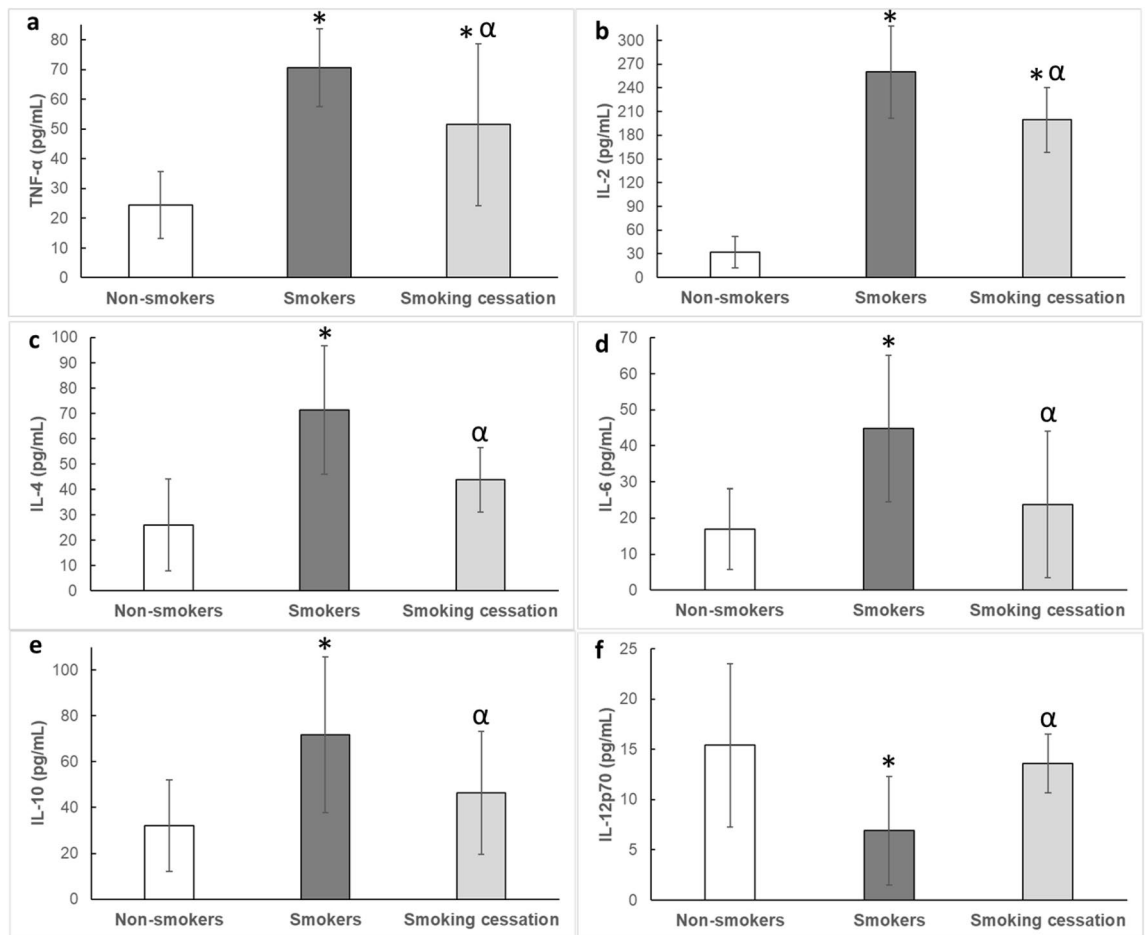 a
TNF-α (pg/mL)
80
70
60
50
40
30
20
10
0
*
* α
Non-smokers Smokers Smoking cessation
b
IL-2 (pg/mL)
300
270
240
210
180
150
120
90
60
30
0
*
* α
Non-smokers Smokers Smoking cessation
c
IL-4 (pg/mL)
100
90
80
70
60
50
40
30
20
10
0
*
α
Non-smokers Smokers Smoking cessation
d
IL-6 (pg/mL)
70
60
50
40
30
20
10
0
*
α
Non-smokers Smokers Smoking cessation
e
IL-10 (pg/mL)
100
80
60
40
20
0
*
α
Non-smokers Smokers Smoking cessation
f
IL-12p70 (pg/mL)
25
20
15
10
5
0
*
α
Non-smokers Smokers Smoking cessation